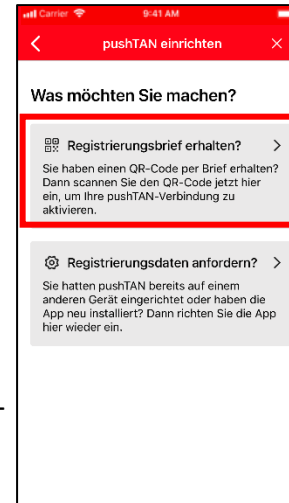 Carrier
9:41 AM
pushTAN einrichten
Was möchten Sie machen?
Registrierungsbrief erhalten?
Sie haben einen QR-Code per Brief erhalten?
Dann scannen Sie den QR-Code jetzt hier
ein, um Ihre pushTAN-Verbindung zu
aktivieren.
Registrierungsdaten anfordern?
Sie hatten pushTAN bereits auf einem
anderen Gerät eingerichtet oder haben die
App neu installiert? Dann richten Sie die App
hier wieder ein.